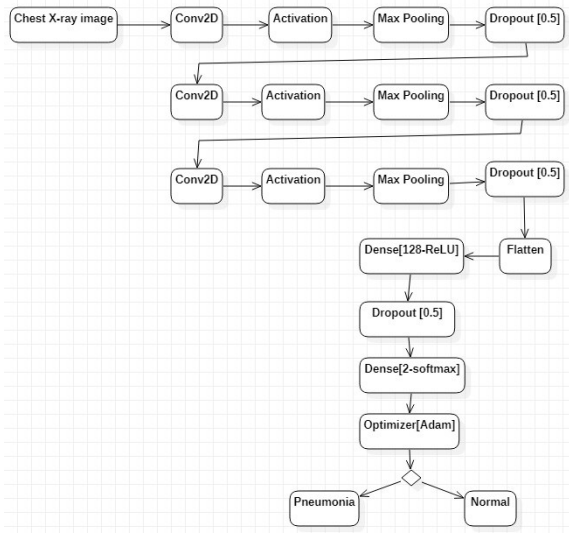 Chest X-ray image
Conv2D
Activation
Max Pooling
Dropout [0.5]
Conv2D
Activation
Max Pooling
Dropout [0.5]
Conv2D
Activation
Max Pooling
Dropout [0.5]
Dense[128-ReLU]
Flatten
Dropout [0.5]
Dense[2-softmax]
Optimizer[Adam]
Pneumonia
Normal